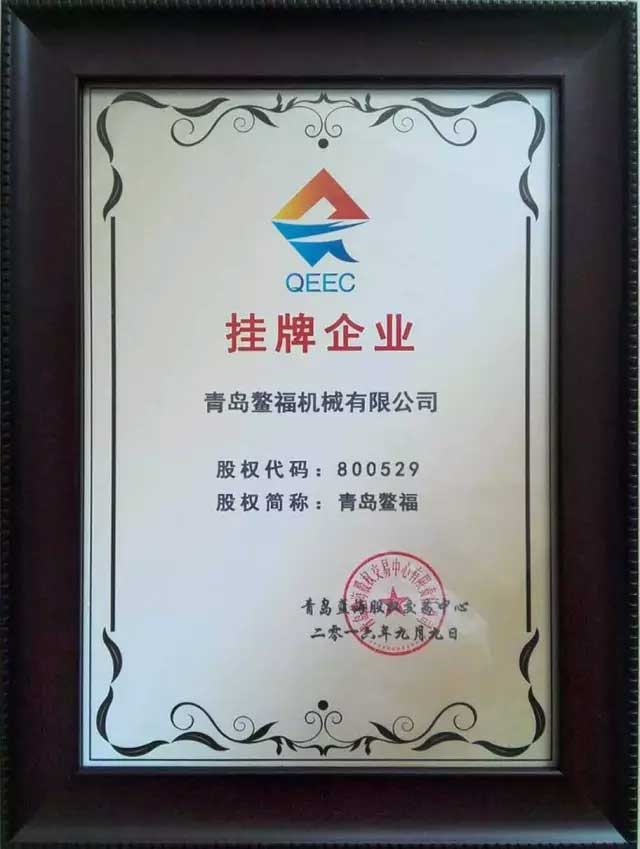 QEEC
挂牌企业
青岛鳌福机械有限公司
股权代码：800529
股权简称：青岛鳌福
青岛蓝海股权交易中心
二零一六年九月九日